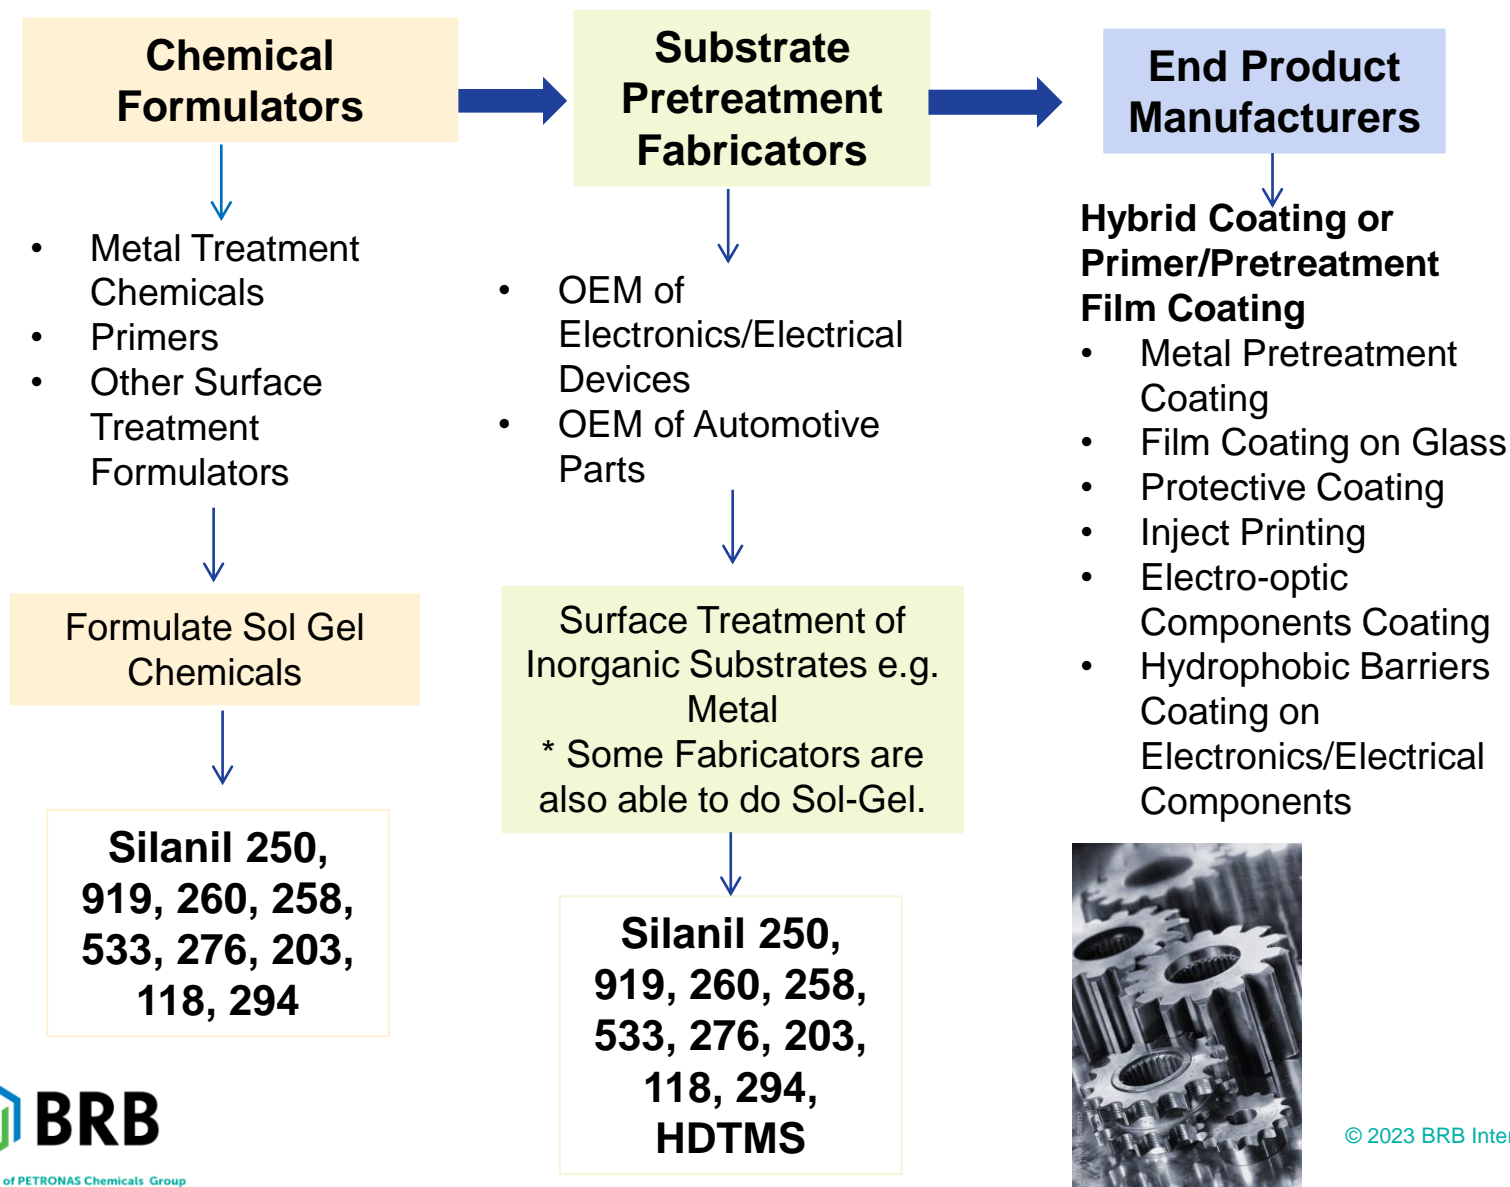 Chemical
Formulators
Substrate
Pretreatment
Fabricators
End Product
Manufacturers
• Metal Treatment
Chemicals
• Primers
• Other Surface
Treatment
Formulators
Formulate Sol Gel
Chemicals
Silanil 250,
919, 260, 258,
533, 276, 203,
118, 294
• OEM of
Electronics/Electrical
Devices
• OEM of Automotive
Parts
Surface Treatment of
Inorganic Substrates e.g.
Metal
* Some Fabricators are
also able to do Sol-Gel.
Silanil 250,
919, 260, 258,
533, 276, 203,
118, 294,
HDTMS
Hybrid Coating or
Primer/Pretreatment
Film Coating
• Metal Pretreatment
Coating
• Film Coating on Glass
• Protective Coating
• Inject Printing
• Electro-optic
Components Coating
• Hydrophobic Barriers
Coating on
Electronics/Electrical
Components
BRB
of PETRONAS Chemicals Group
© 2023 BRB Inter